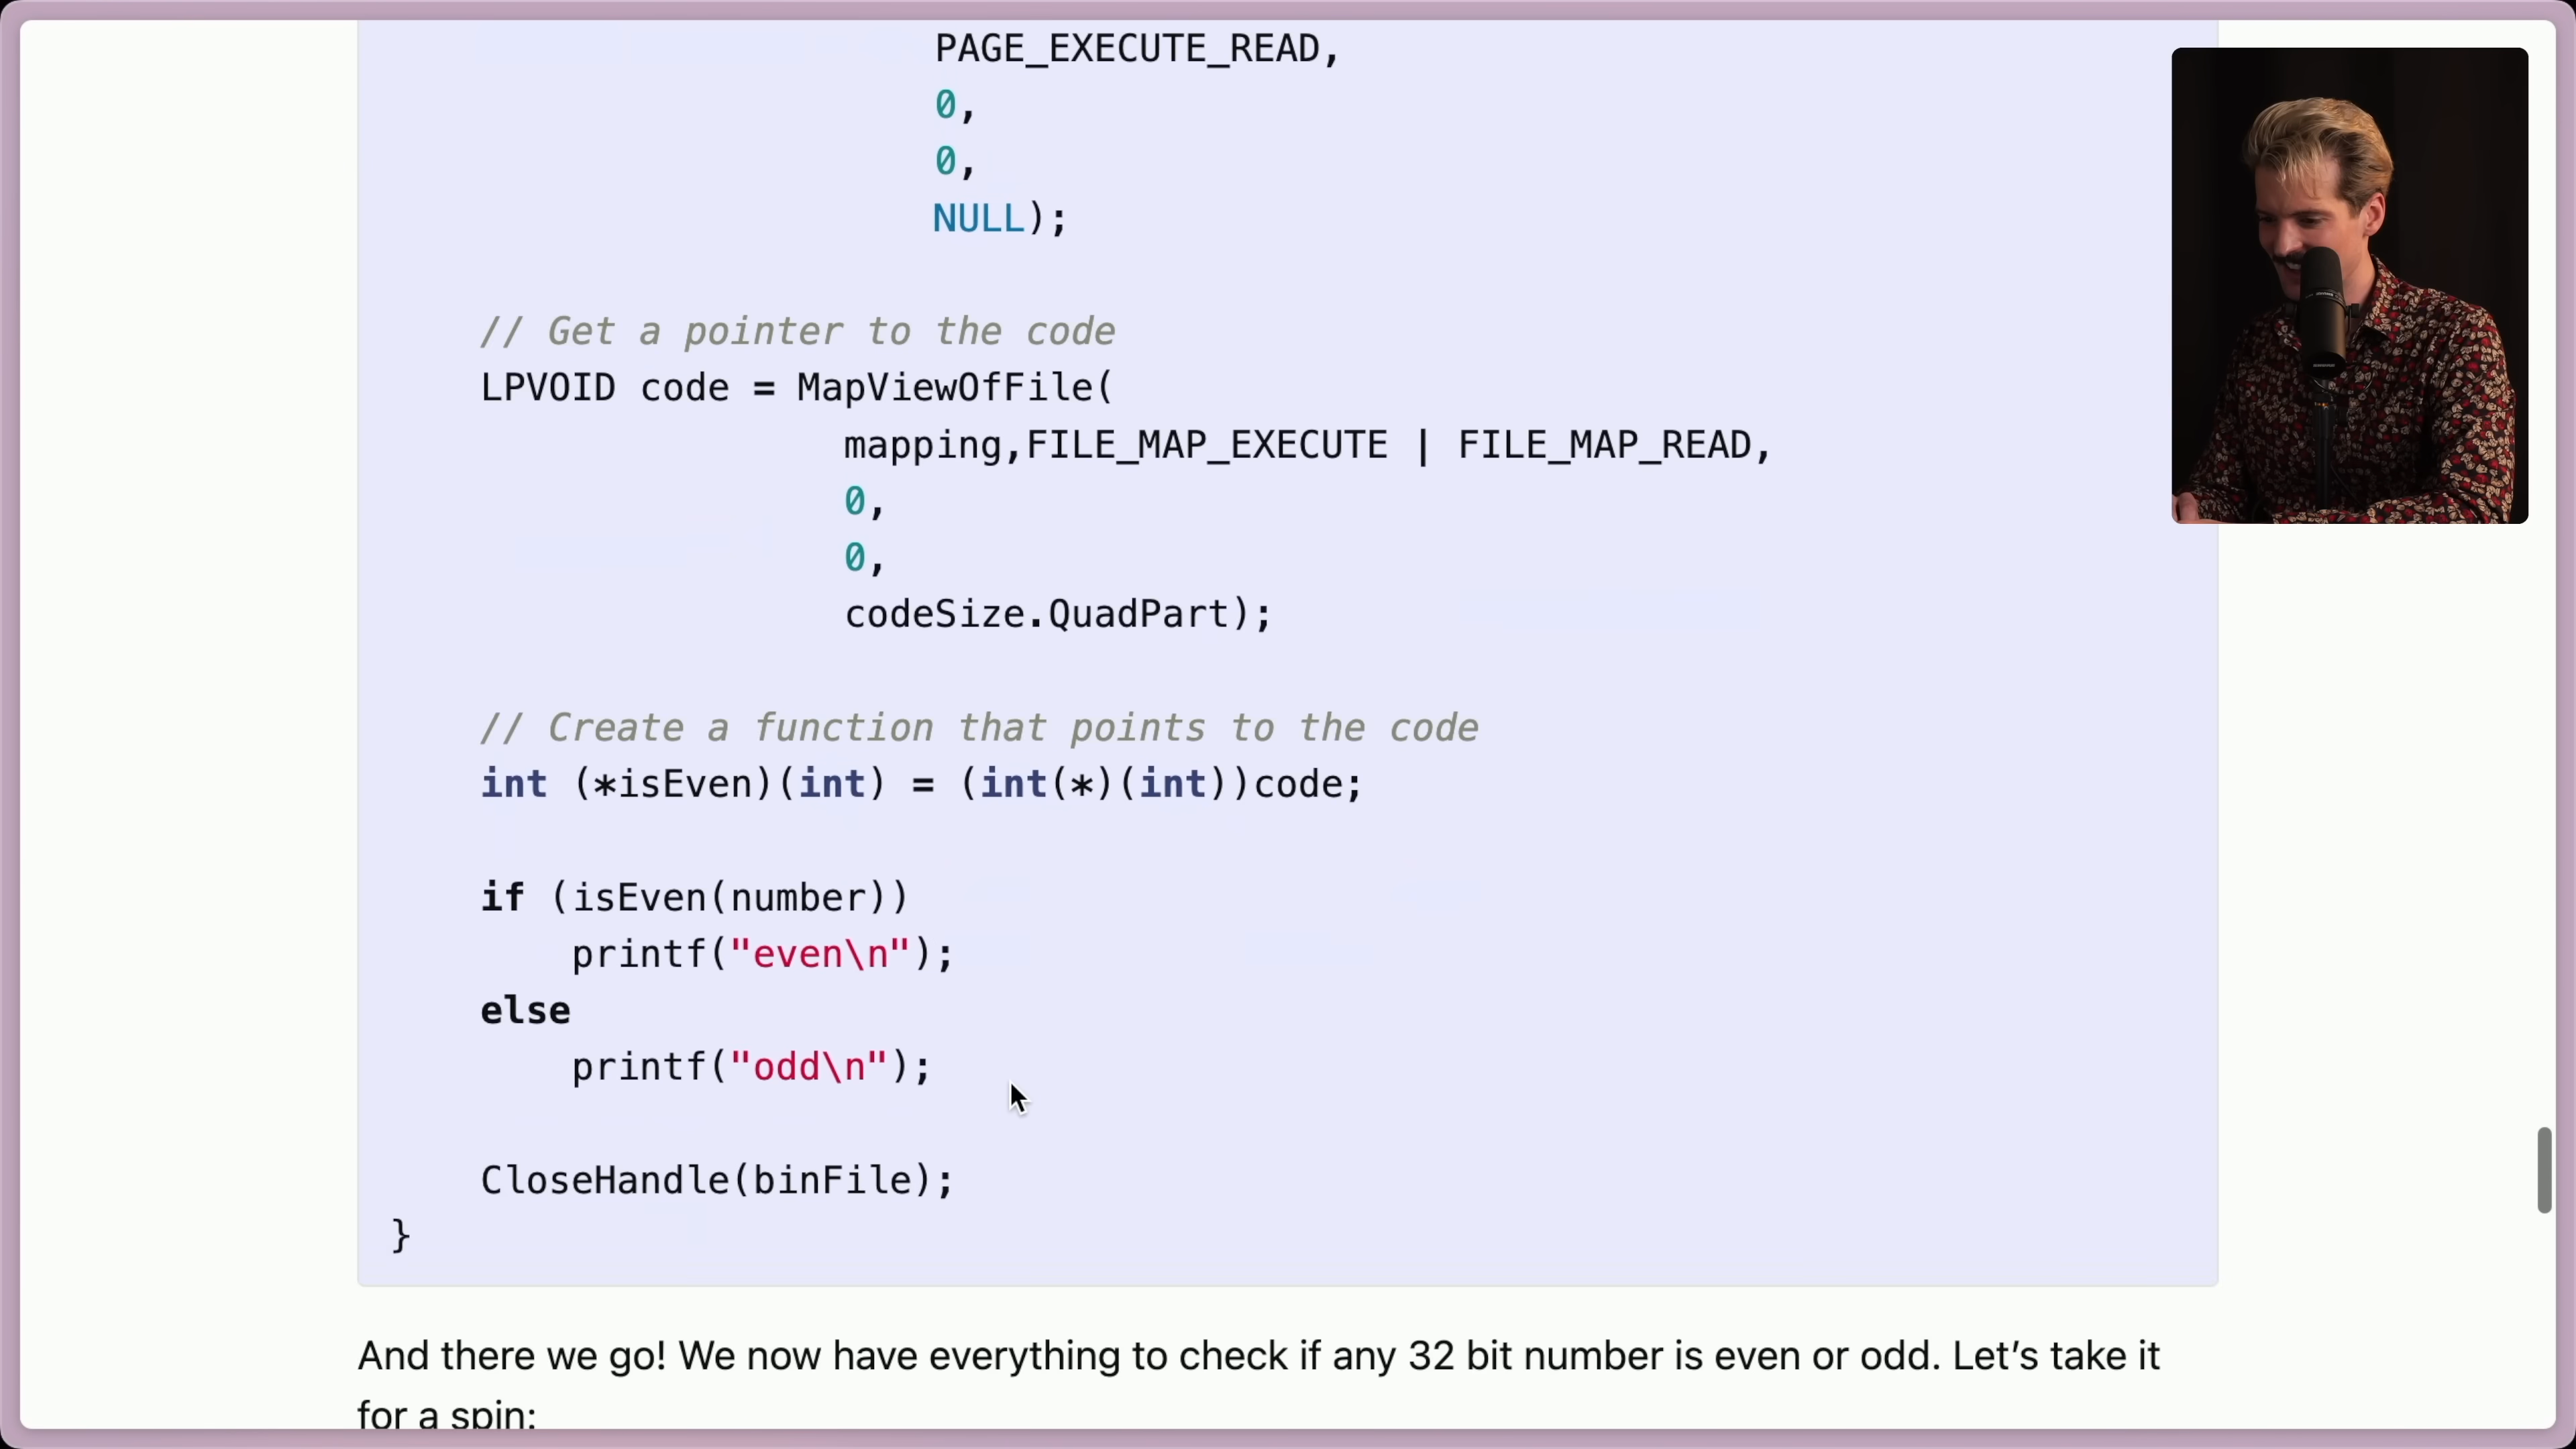 PAGE_EXECUTE_READ,
0,
0,
NULL);
// Get a pointer to the code
LPVOID code = MapViewOfFile(
mapping,FILE_MAP_EXECUTE | FILE_MAP_READ,
0,
0,
codeSize.QuadPart);
// Create a function that points to the code
int (*isEven)(int) = (int(*)(int))code;
if (isEven(number))
printf("even\n");
else
printf("odd\n");
CloseHandle(binFile);
}
And there we go! We now have everything to check if any 32 bit number is even or odd. Let’s take it
for a spin: